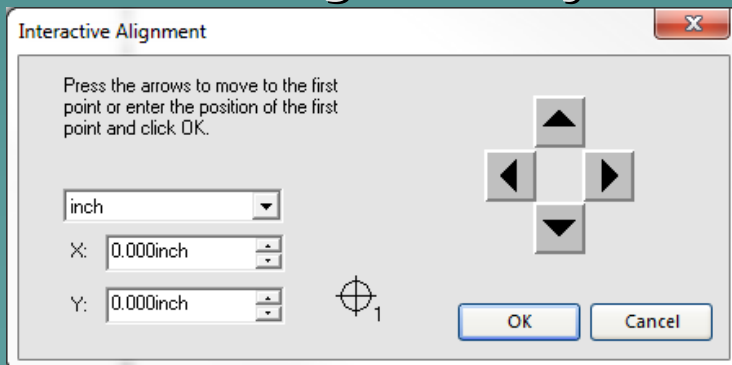 Interactive Alignment
Press the arrows to move to the first
point or enter the position of the first
point and click OK.
inch
X: 0.000inch
Y: 0.000inch
1
OK Cancel